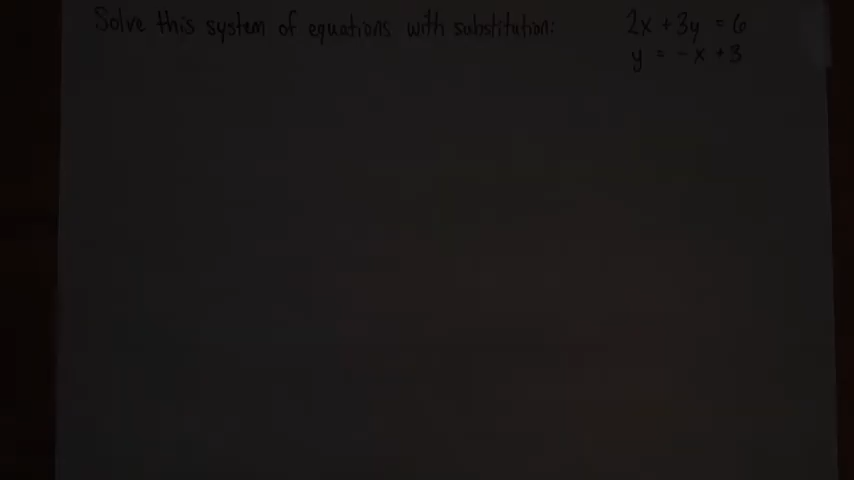 Solve this system of equations with substitution: 2x + 3y = 6
y = -x + 3